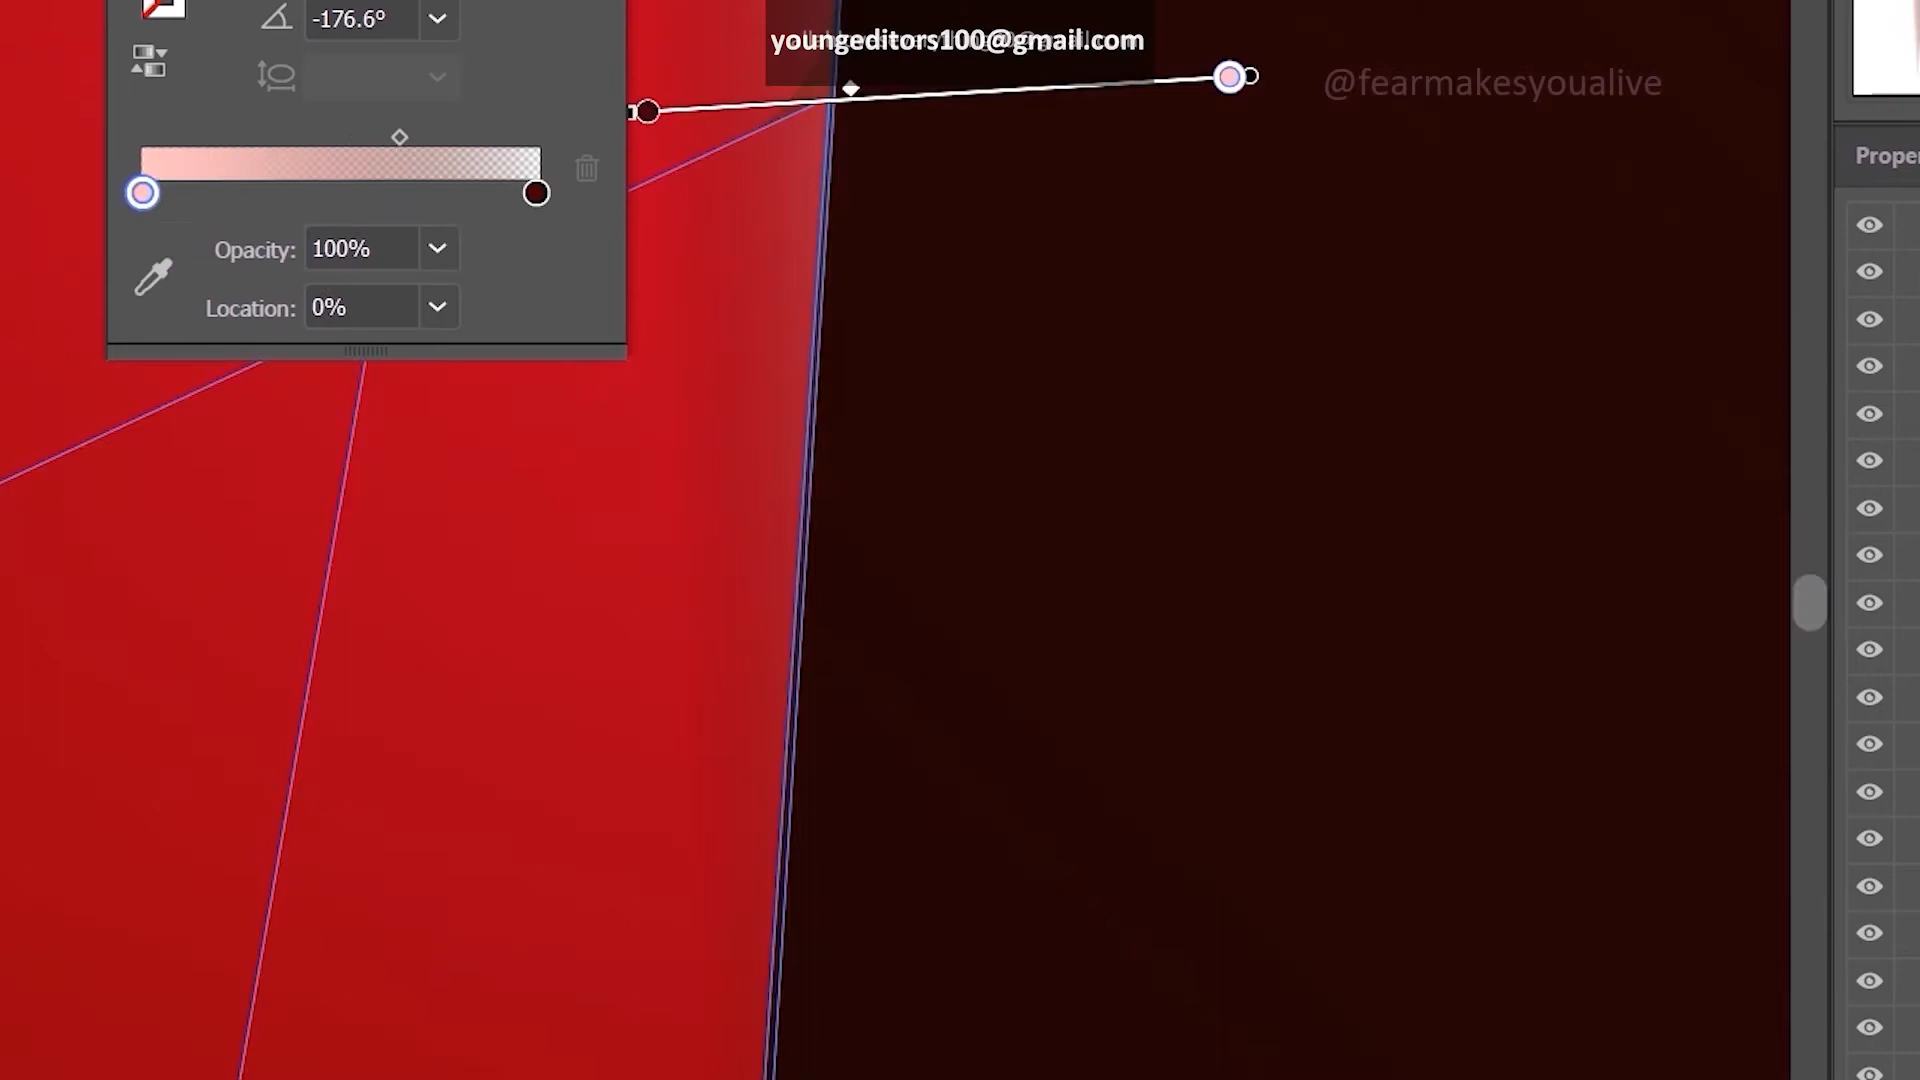 -176.6°
youngeditors100@gmail.com
@fearmakesyoualive
Opacity: 100%
Location: 0%
Proper